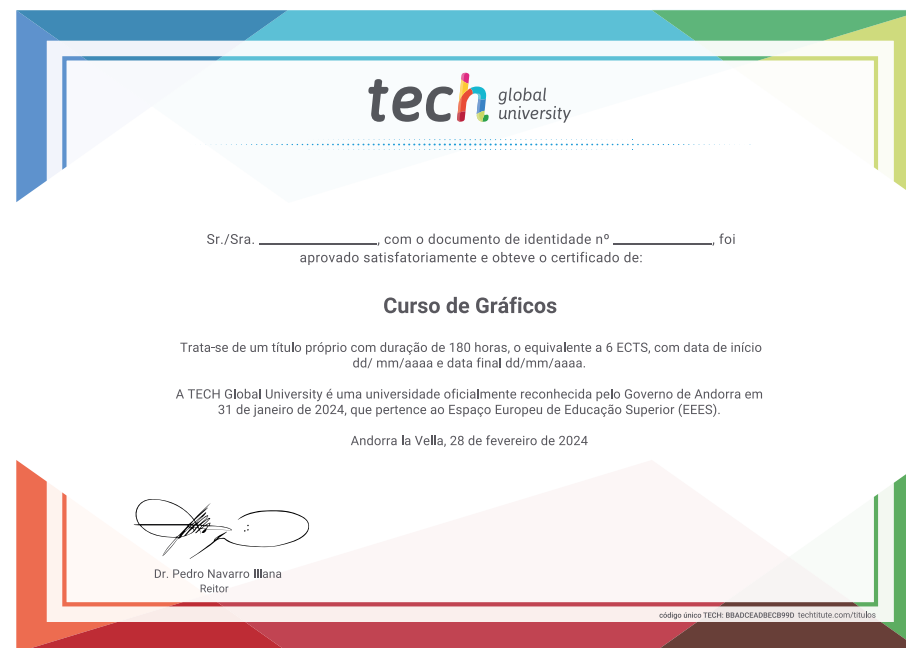 tech global
university
Sr./Sra. ____________, com o documento de identidade nº __________, foi
aprovado satisfatoriamente e obteve o certificado de:
Curso de Gráficos
Trata-se de um título próprio com duração de 180 horas, o equivalente a 6 ECTS, com data de início
dd/ mm/aaaa e data final dd/mm/aaaa.
A TECH Global University é uma universidade oficialmente reconhecida pelo Governo de Andorra em
31 de janeiro de 2024, que pertence ao Espaço Europeu de Educação Superior (EEES).
Andorra la Vella, 28 de fevereiro de 2024
Dr. Pedro Navarro Illana
Reitor
código único TECH: BBADCEADBECB99D techtitute.com/titulos